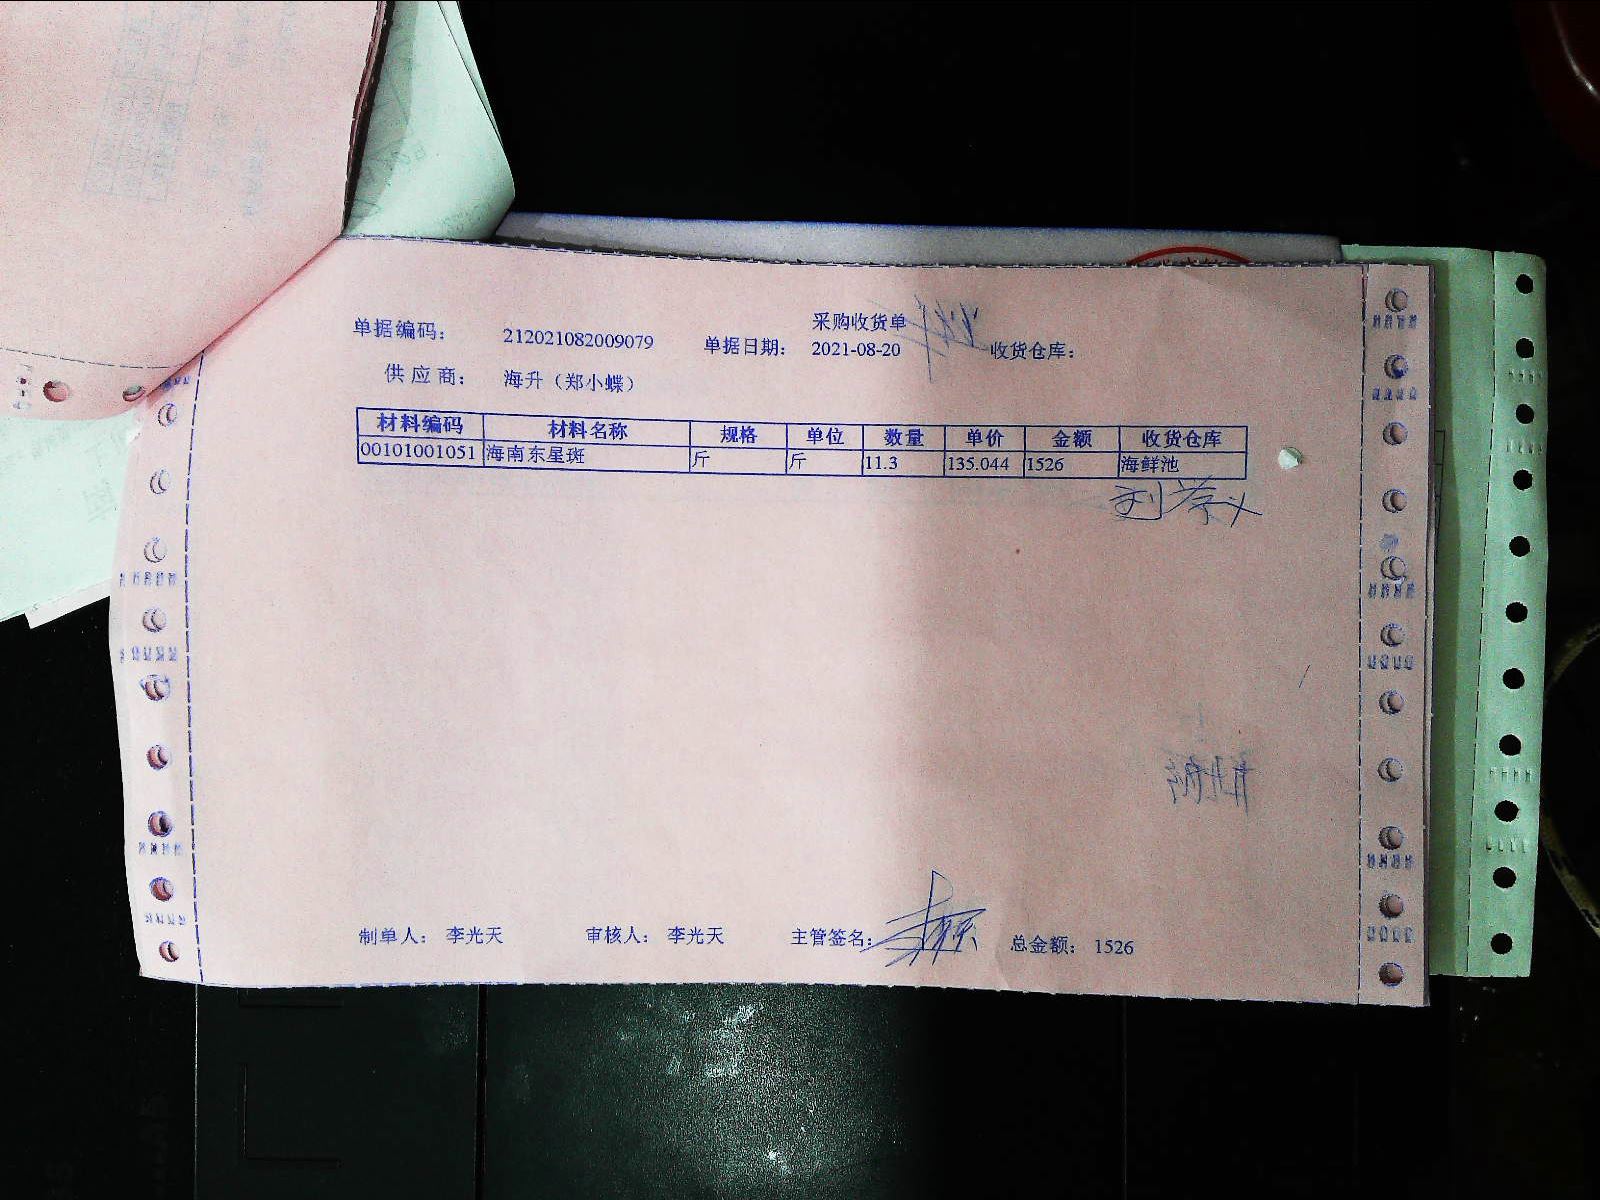 采购收货单
单据编码： 212021082009079 单据日期： 2021-08-20 收货仓库：
供应商： 海升（郑小蝶）
材料编码 材料名称 规格 单位 数量 单价 金额 收货仓库
00101001051 海南东星斑 斤 斤 11.3 135.044 1526 海鲜池
制单人： 李光天 审核人： 李光天 主管签名： 总金额： 1526